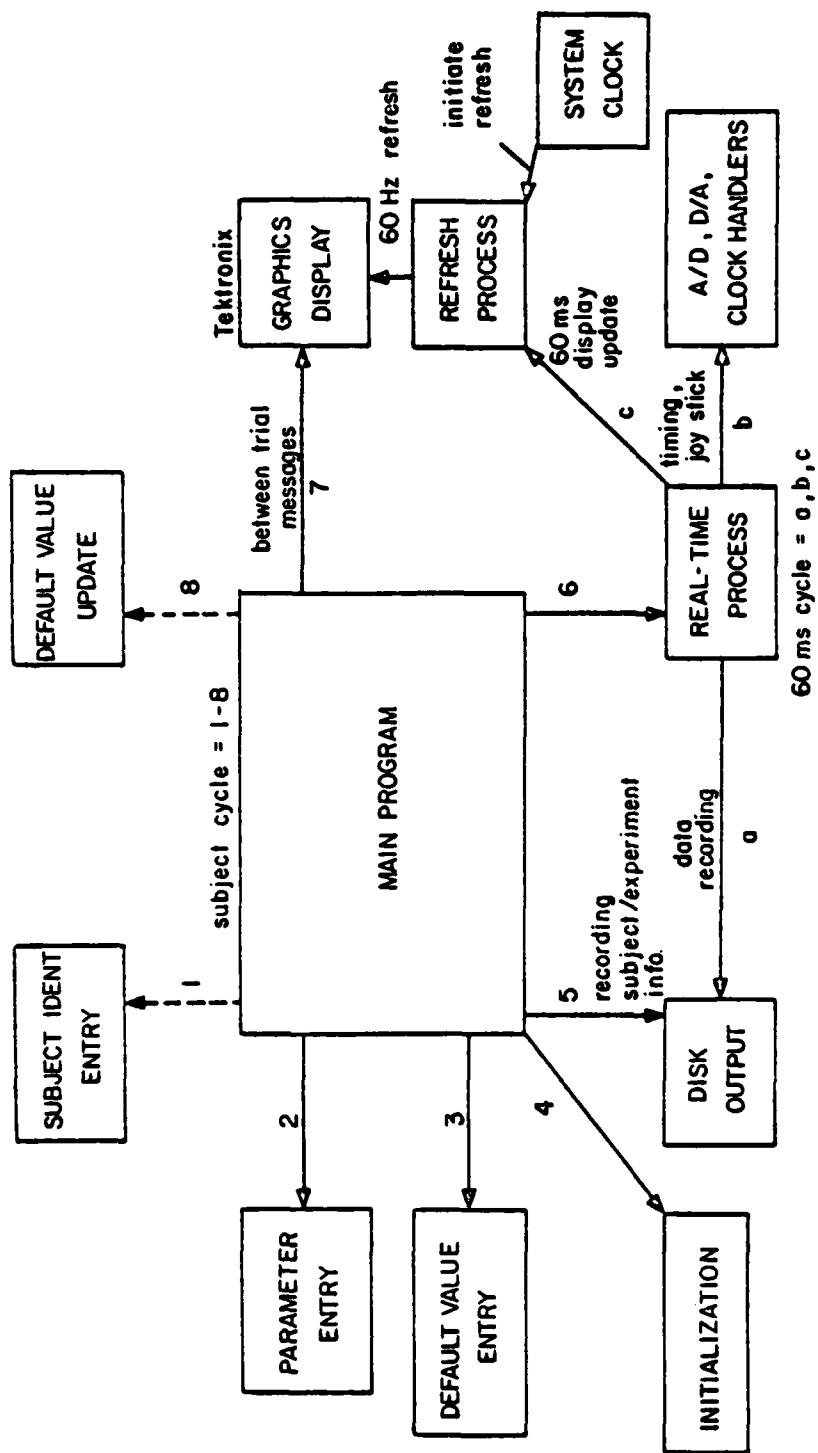 SUBJECT IDENT
ENTRY
DEFAULT VALUE
UPDATE
1
8
subject cycle = 1-8
MAIN PROGRAM
2
PARAMETER
ENTRY
3
DEFAULT VALUE
ENTRY
4
INITIALIZATION
5
recording
subject/experiment
info.
DISK
OUTPUT
data
recording
a
6
REAL-TIME
PROCESS
60 ms cycle = a,b,c
between trial
messages
7
Tektronix
GRAPHICS
DISPLAY
60 Hz refresh
REFRESH
PROCESS
initiate
refresh
SYSTEM
CLOCK
60 ms
display
update
c
timing,
joy stick
b
A/D, D/A,
CLOCK HANDLERS